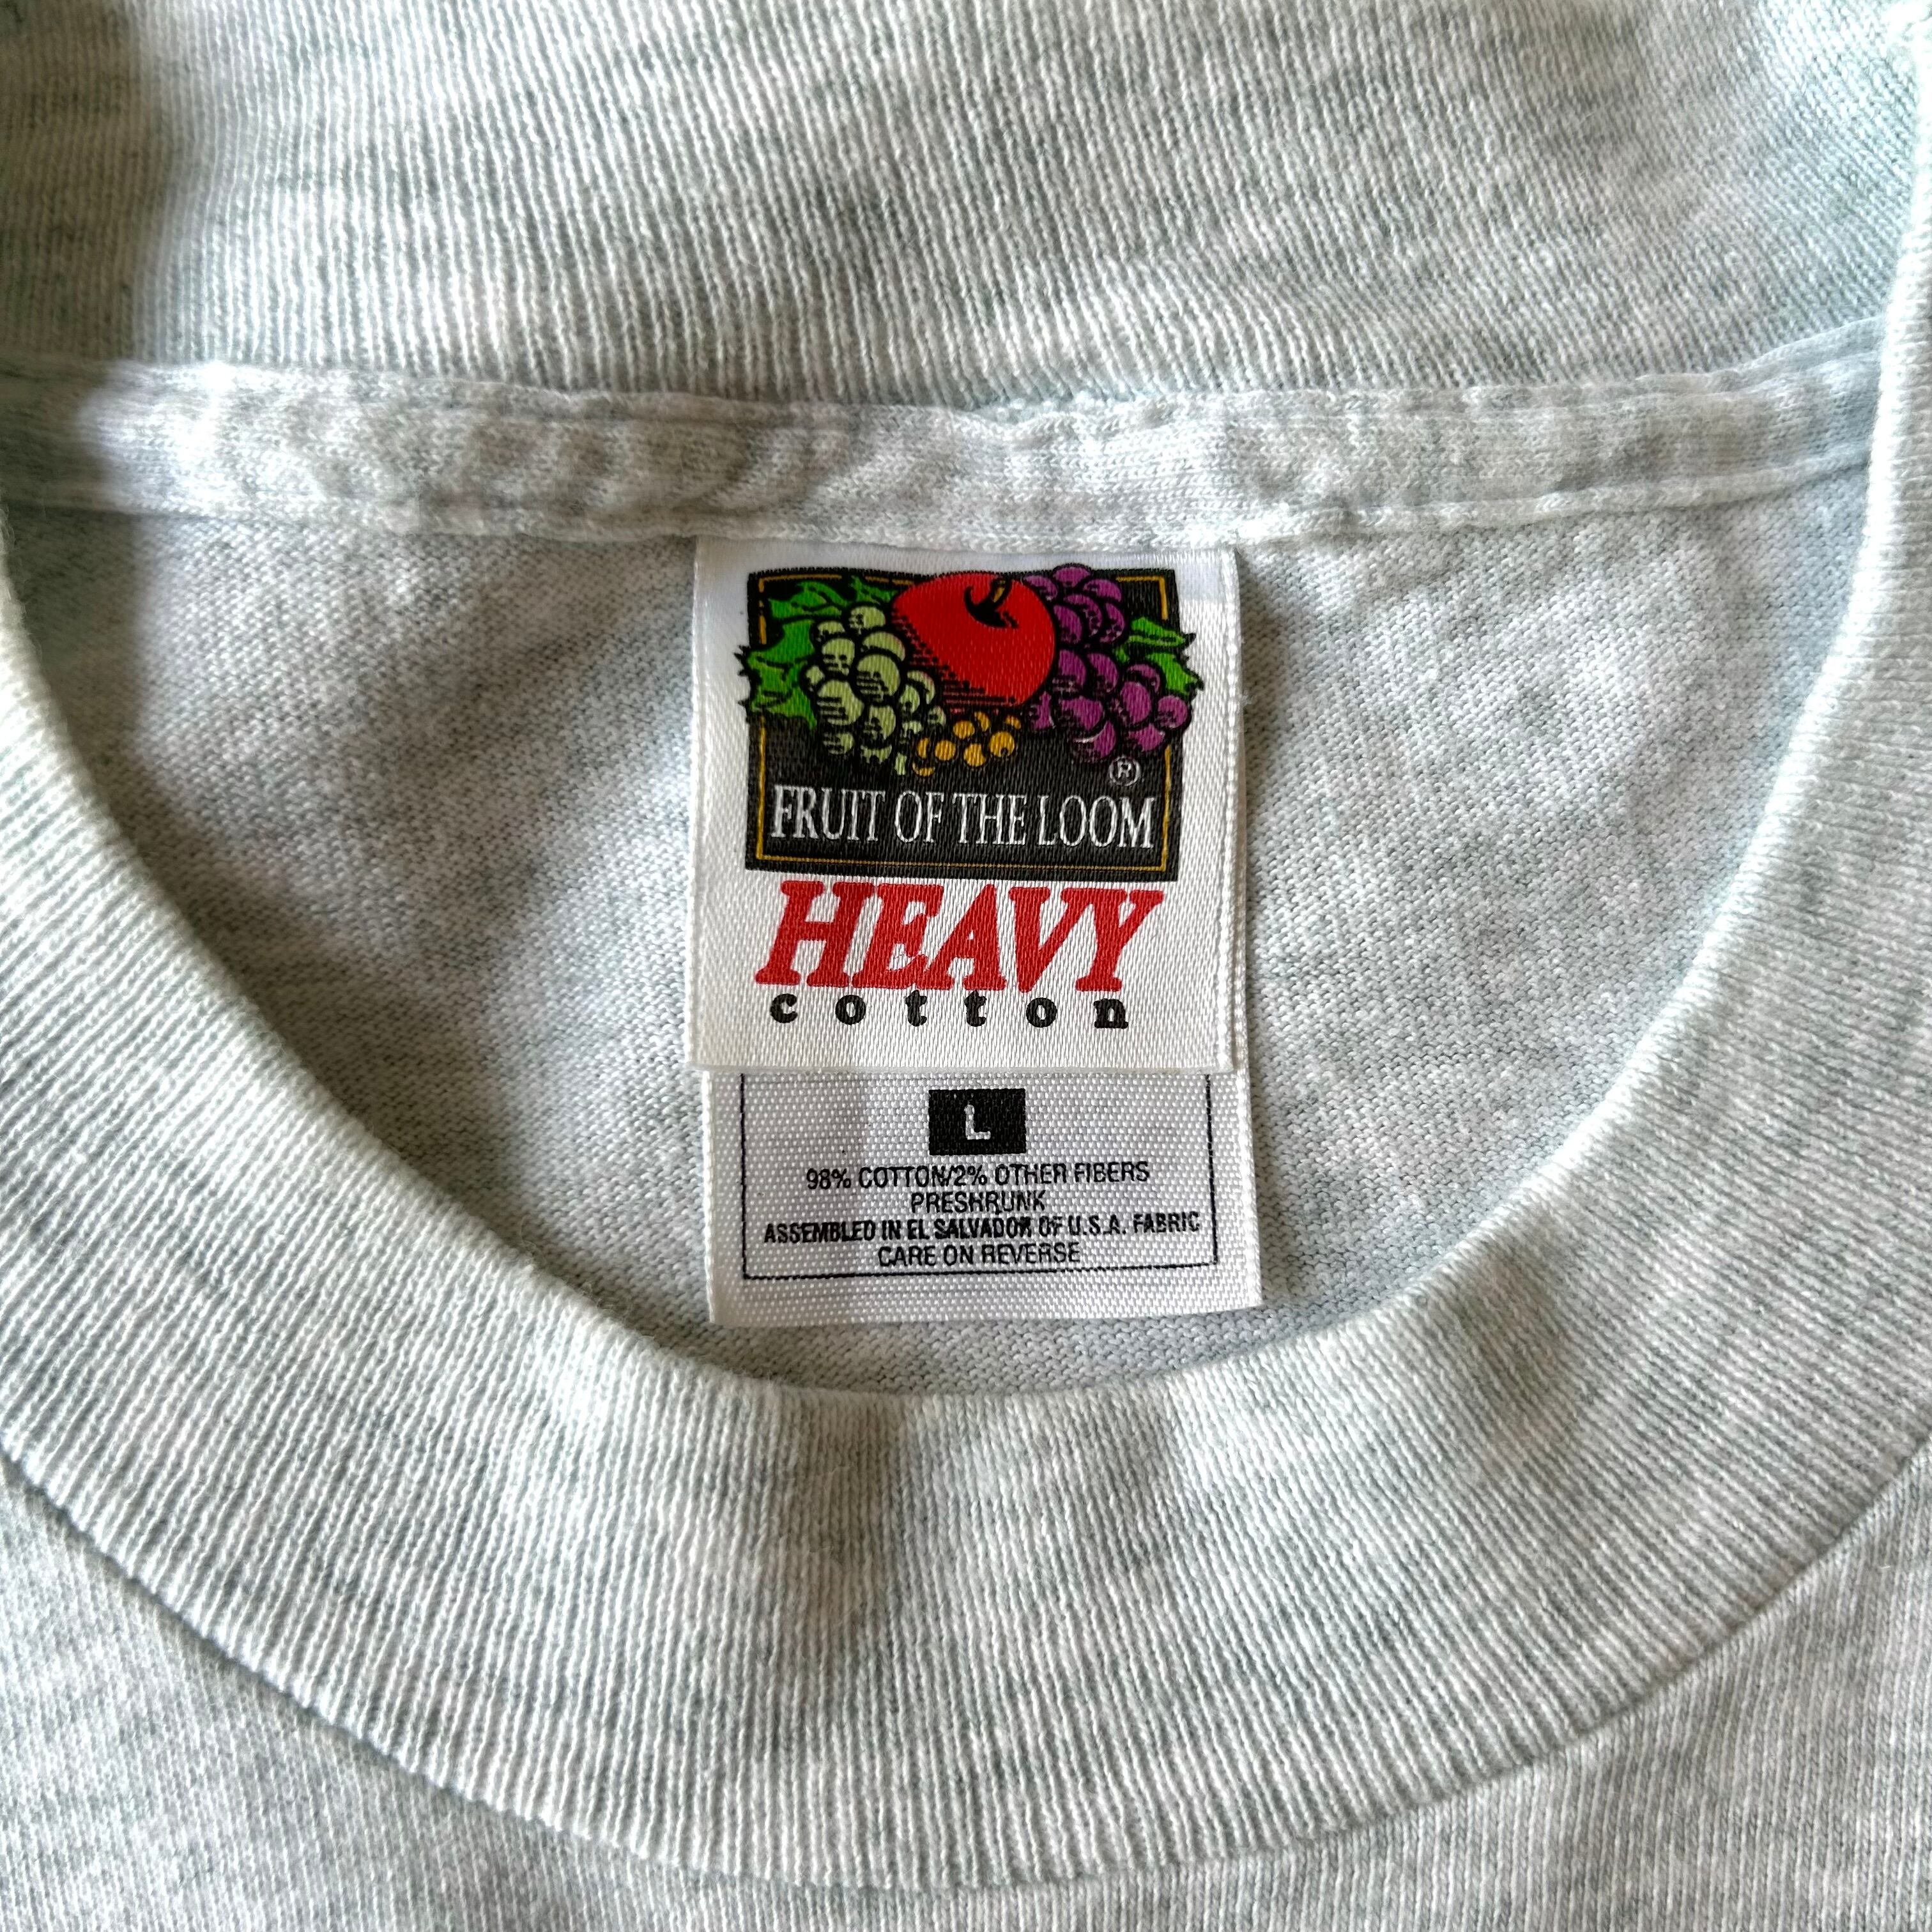 ®
FRUIT OF THE LOOM
HEAVY
cotton
L
98% COTTON/2% OTHER FIBERS
PRESHRUNK
ASSEMBLED IN EL SALVADOR OF U.S.A. FABRIC
CARE ON REVERSE